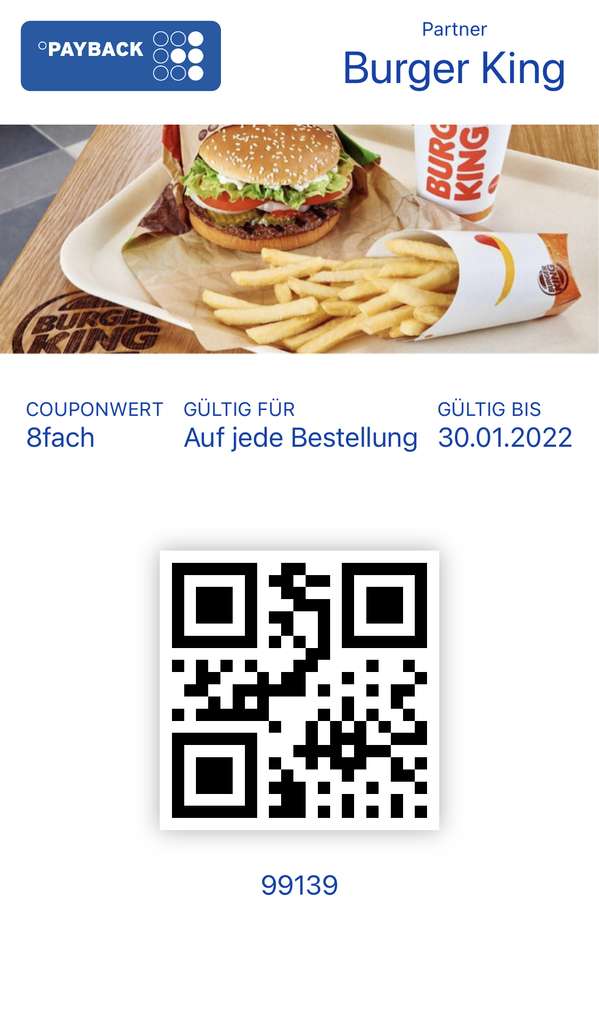 °PAYBACK
Partner
Burger King
BURGER
KING
BURGER
KING
COUPONWERT
8fach
GÜLTIG FÜR
Auf jede Bestellung
GÜLTIG BIS
30.01.2022
99139